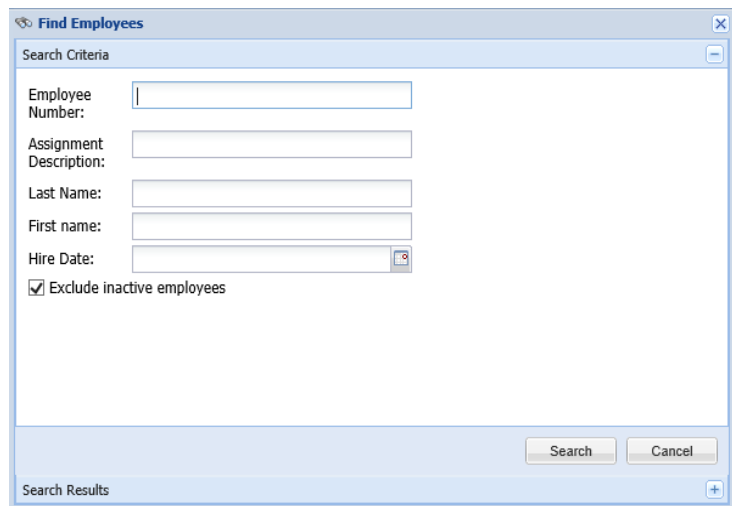 Find Employees
Search Criteria
Employee
Number:
Assignment
Description:
Last Name:
First name:
Hire Date:
Exclude inactive employees
Search Cancel
Search Results